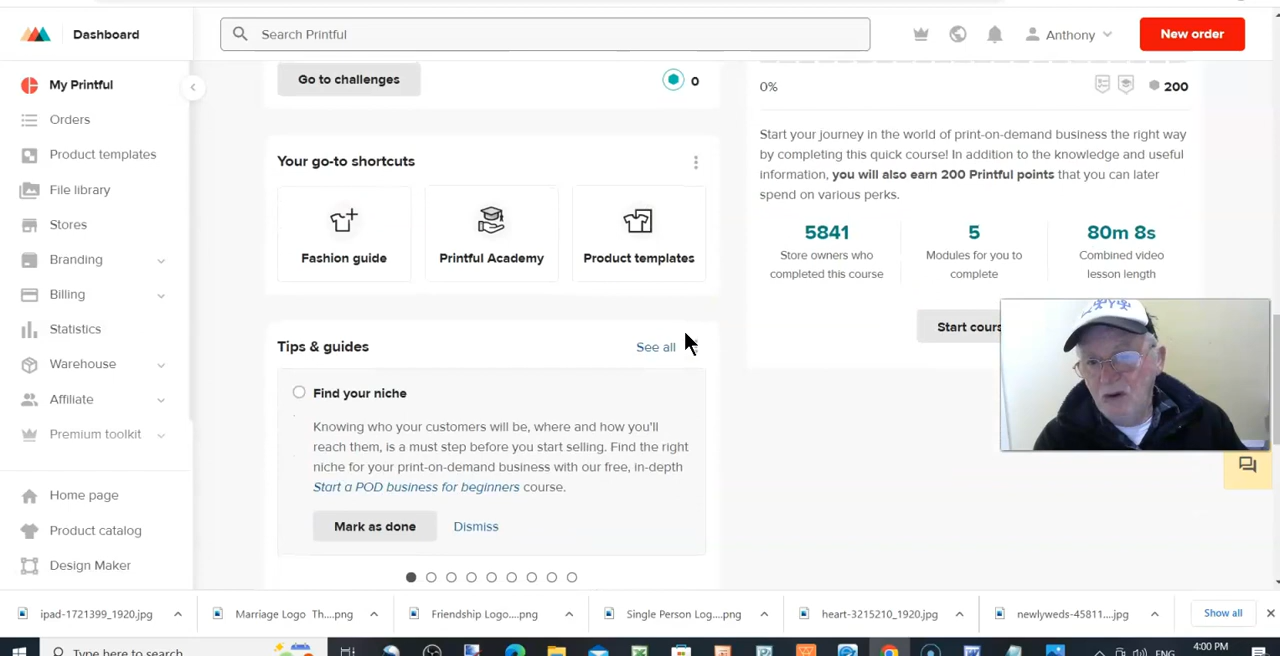 Dashboard
Search Printful
Anthony
New order
My Printful
Orders
Product templates
File library
Stores
Branding
Billing
Statistics
Warehouse
Affiliate
Premium toolkit
Home page
Product catalog
Design Maker
Go to challenges
0
Your go-to shortcuts
Fashion guide
Printful Academy
Product templates
Tips & guides
See all
Find your niche
Knowing who your customers will be, where and how you'll
reach them, is a must step before you start selling. Find the right
niche for your print-on-demand business with our free, in-depth
Start a POD business for beginners course.
Mark as done
Dismiss
0%
200
Start your journey in the world of print-on-demand business the right way
by completing this quick course! In addition to the knowledge and useful
information, you will also earn 200 Printful points that you can later
spend on various perks.
5841
Store owners who
completed this course
5
Modules for you to
complete
80m 8s
Combined video
lesson length
Start cours
ipad-1721399_1920.jpg
Marriage Logo Th....png
Friendship Logo....png
Single Person Log....png
heart-3215210_1920.jpg
newlyweds-45811....jpg
Show all
Type here to search
ENG
4:00 PM